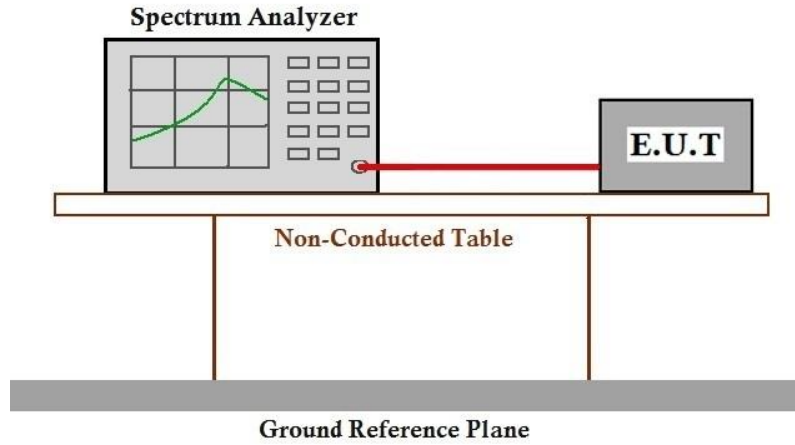 Spectrum Analyzer
E.U.T
Non-Conducted Table
Ground Reference Plane